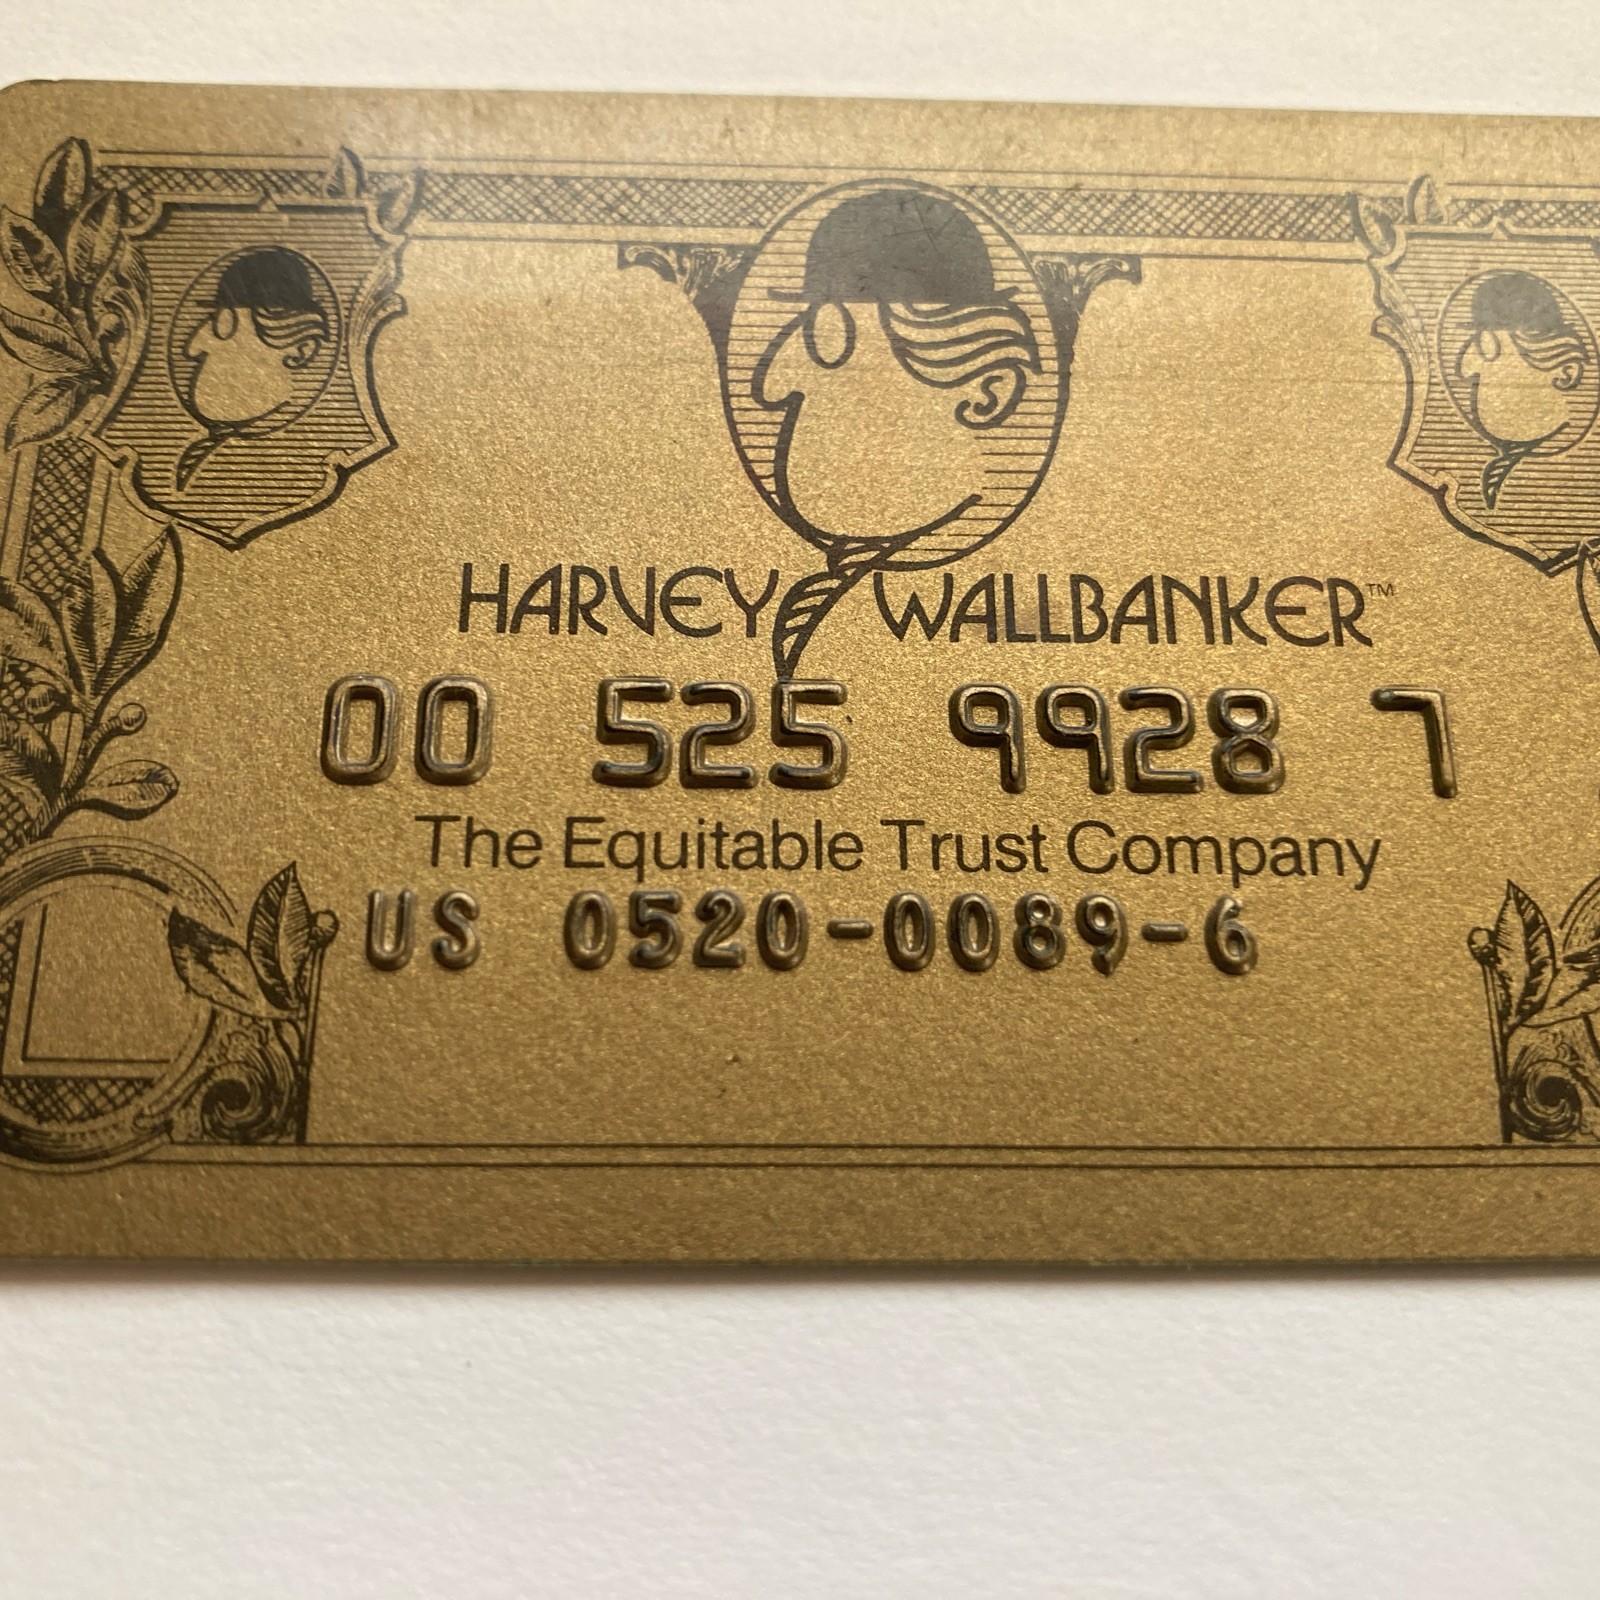 HARVEY WALLBANKER™
00 525 9928 7
The Equitable Trust Company
US 0520-0089-6